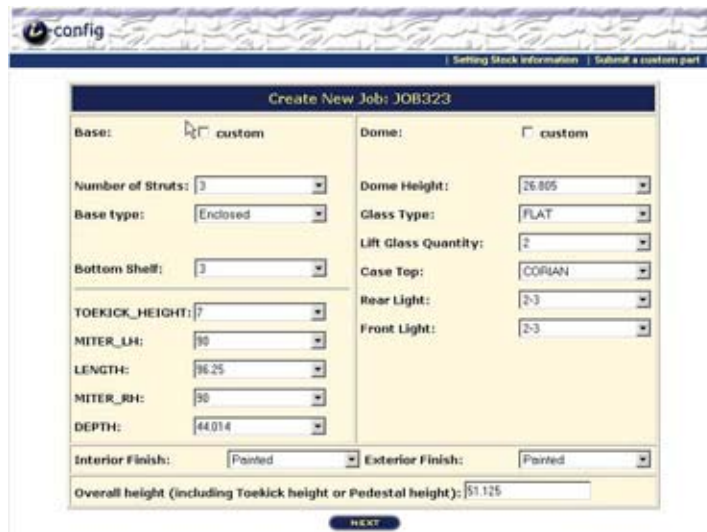 e-config
| Setting Stock information | Submit a custom part |
Create New Job: JOB323
Base: custom
Number of Struts: 3
Base type: Enclosed
Bottom Shelf: 3
TOEKICK_HEIGHT: 7
MITER_LH: 90
LENGTH: 96.25
MITER_RH: 90
DEPTH: 44.014
Dome: custom
Dome Height: 26.805
Glass Type: FLAT
Lift Glass Quantity: 2
Case Top: CORIAN
Rear Light: 2-3
Front Light: 2-3
Interior Finish: Painted
Exterior Finish: Painted
Overall height (including Toekick height or Pedestal height): 51.125
NEXT